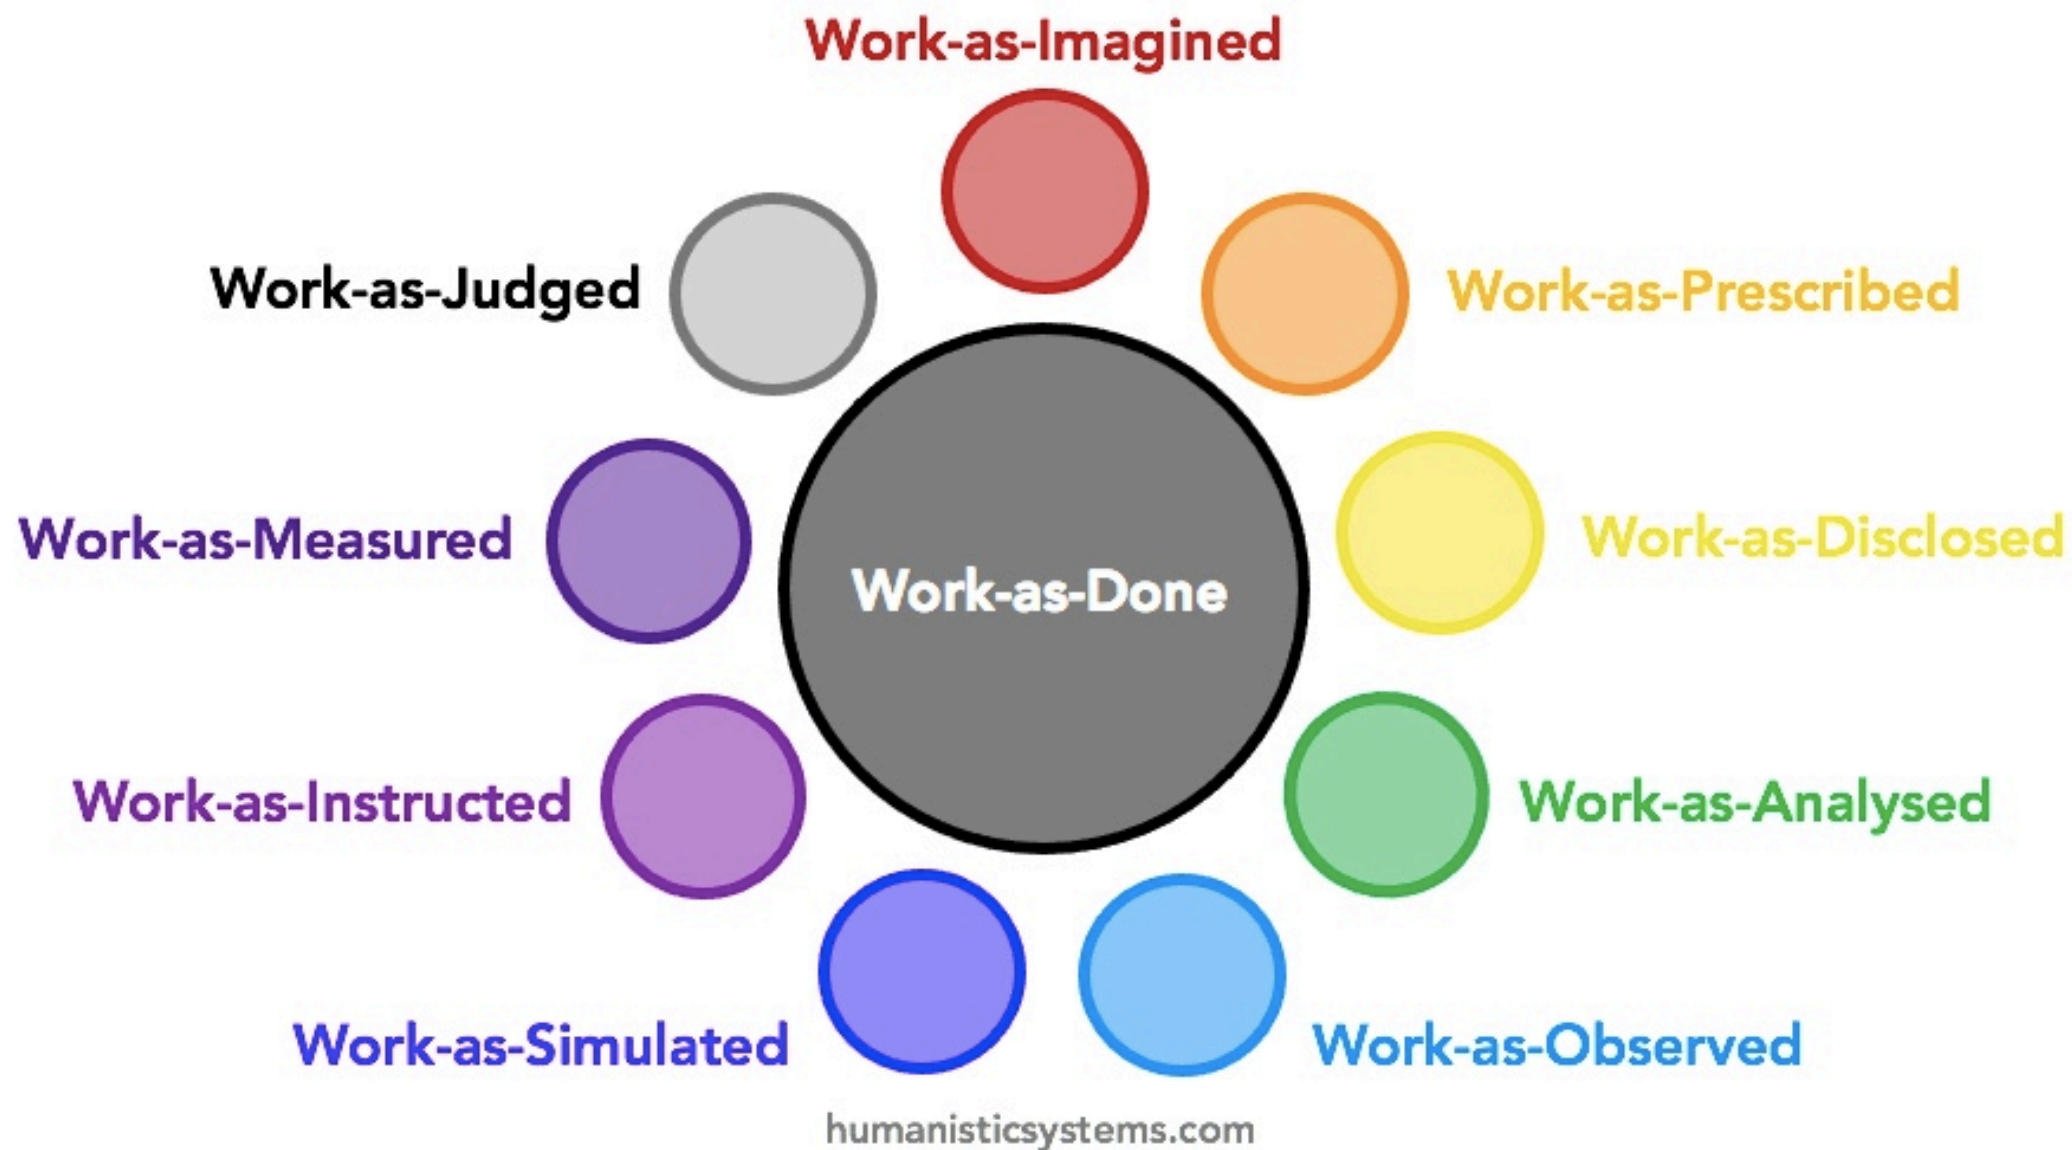 Work-as-Imagined
Work-as-Judged
Work-as-Prescribed
Work-as-Measured
Work-as-Done
Work-as-Disclosed
Work-as-Instructed
Work-as-Analysed
Work-as-Simulated
Work-as-Observed
humanisticsystems.com